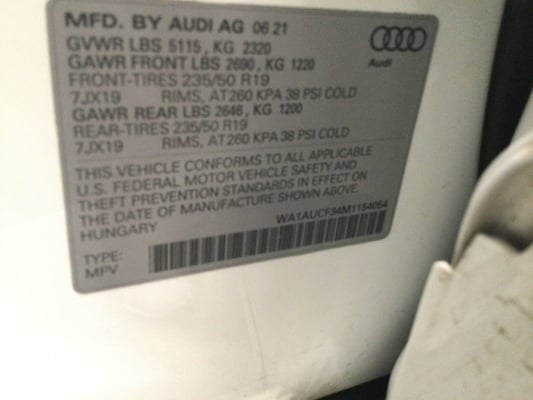 MFD. BY AUDI AG 06 21
GVWR LBS 5115, KG 2320
GAWR FRONT LBS 2690, KG 1220
FRONT-TIRES 235/50 R19
7JX19 RIMS, AT260 KPA 38 PSI COLD
GAWR REAR LBS 2646, KG 1200
REAR-TIRES 235/50 R19
7JX19 RIMS, AT260 KPA 38 PSI COLD
Audi
THIS VEHICLE CONFORMS TO ALL APPLICABLE
U.S. FEDERAL MOTOR VEHICLE SAFETY AND
THEFT PREVENTION STANDARDS IN EFFECT ON
THE DATE OF MANUFACTURE SHOWN ABOVE.
HUNGARY WA1AUCF34M1154054
TYPE:
MPV